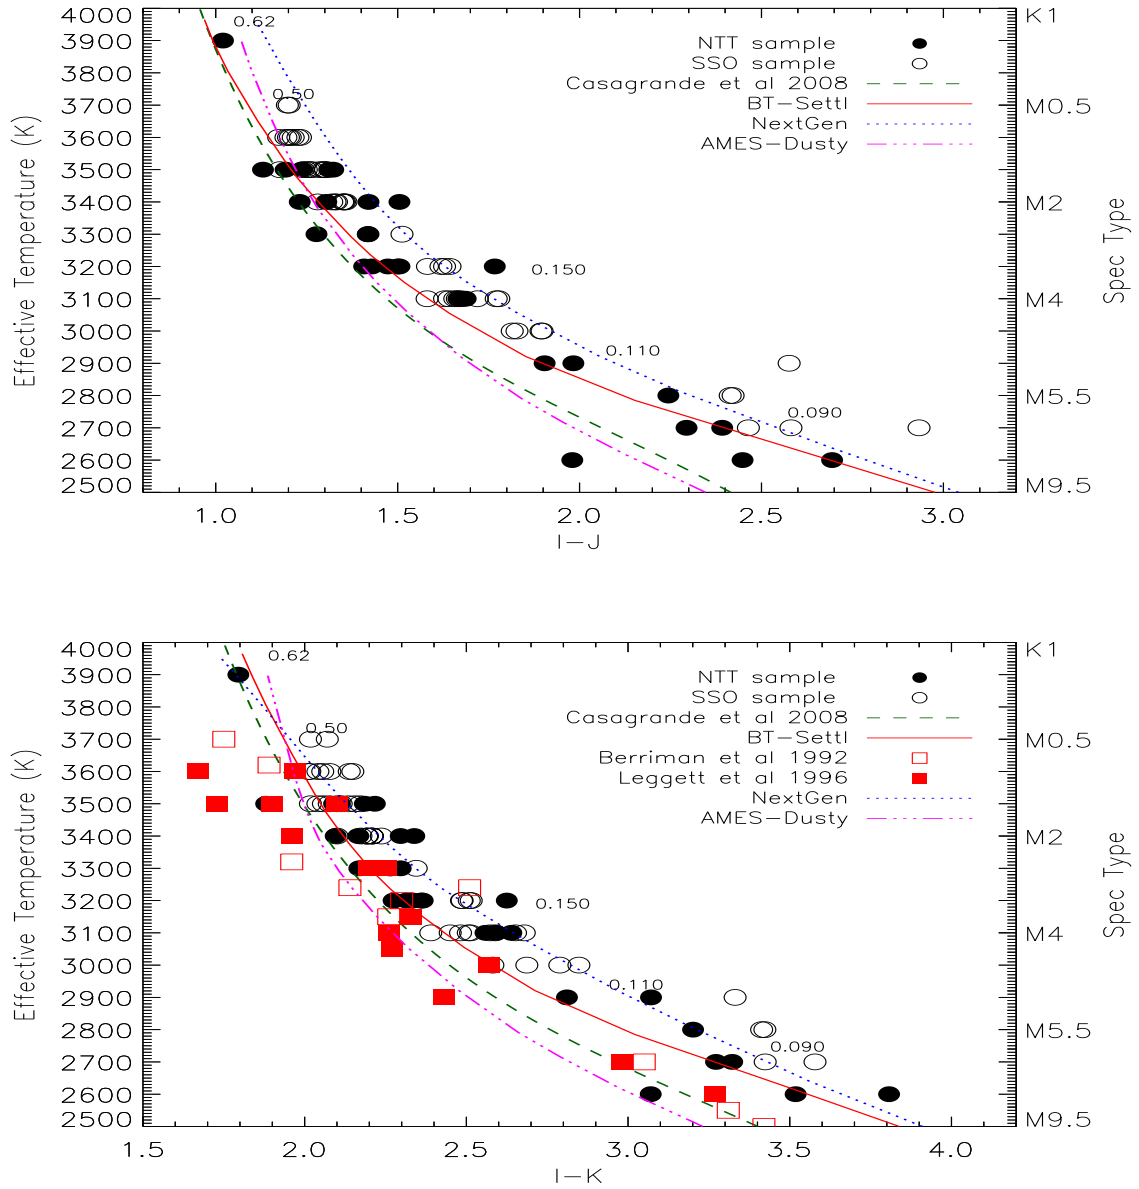 4000
3900
3800
3700
3600
3500
3400
3300
3200
3100
3000
2900
2800
2700
2600
2500
Effective Temperature (K)
0.62
0.50
0.150
0.110
0.090
NTT sample
SSO sample
Casagrande et al 2008
BT-Settl
NextGen
AMES-Dusty
K1
M0.5
M2
M4
M5.5
M9.5
Spec Type
1.0 1.5 2.0 2.5 3.0
I-J
4000
3900
3800
3700
3600
3500
3400
3300
3200
3100
3000
2900
2800
2700
2600
2500
Effective Temperature (K)
0.62
0.50
0.150
0.110
0.090
NTT sample
SSO sample
Casagrande et al 2008
BT-Settl
Berriman et al 1992
Leggett et al 1996
NextGen
AMES-Dusty
K1
M0.5
M2
M4
M5.5
M9.5
Spec Type
1.5 2.0 2.5 3.0 3.5 4.0
I-K